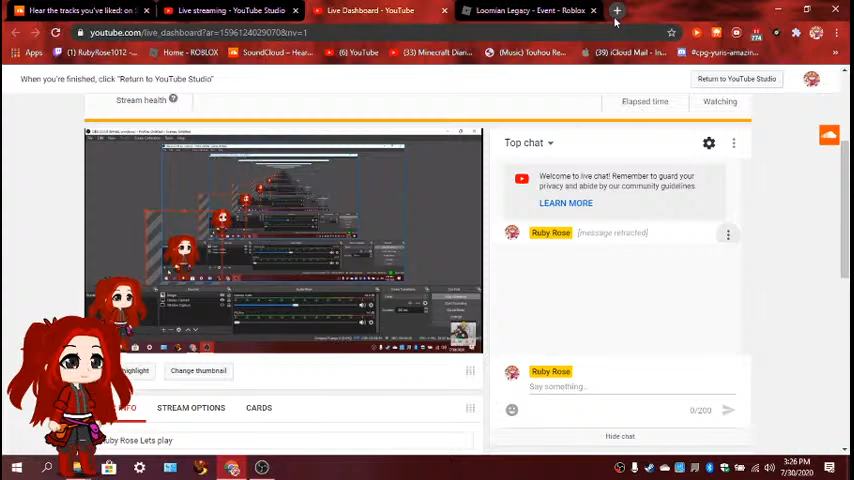 Hear the tracks you've liked: on S
Live streaming - YouTube Studio
Live Dashboard - YouTube
Loomian Legacy - Event - Roblox
youtube.com/live_dashboard?ar=1596124029070&nv=1
774
Apps
(1) RubyRose1012 -
Home - ROBLOX
SoundCloud – Hear...
(33) Minecraft Dian...
(Music) Touhou Re...
(39) iCloud Mail - In...
#cpg-yuris-amazin...
When you're finished, click "Return to YouTube Studio"
Return to YouTube Studio
Stream health
Elapsed time
Watching
Top chat
Welcome to live chat! Remember to guard your
privacy and abide by our community guidelines.
LEARN MORE
Ruby Rose [message retracted]
highlight
Change thumbnail
Ruby Rose
Say something...
0/200
INFO
STREAM OPTIONS
CARDS
Hide chat
uby Rose Lets play
3:26 PM
7/30/2020